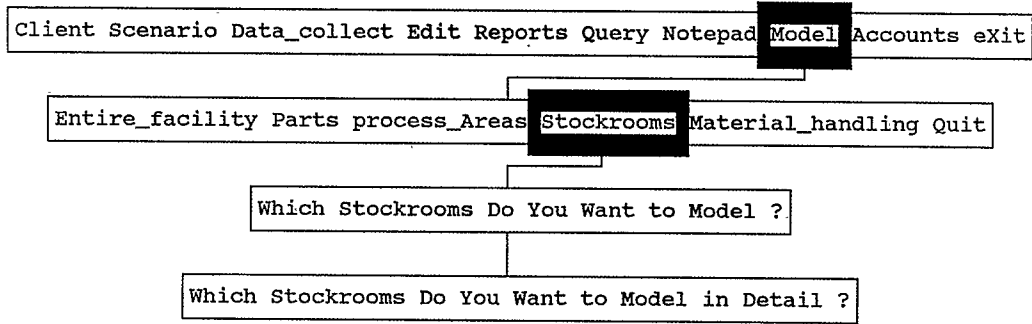 Client Scenario Data_collect Edit Reports Query Notepad Model Accounts eXit
Entire_facility Parts process_Areas Stockrooms Material_handling Quit
Which Stockrooms Do You Want to Model ?
Which Stockrooms Do You Want to Model in Detail ?